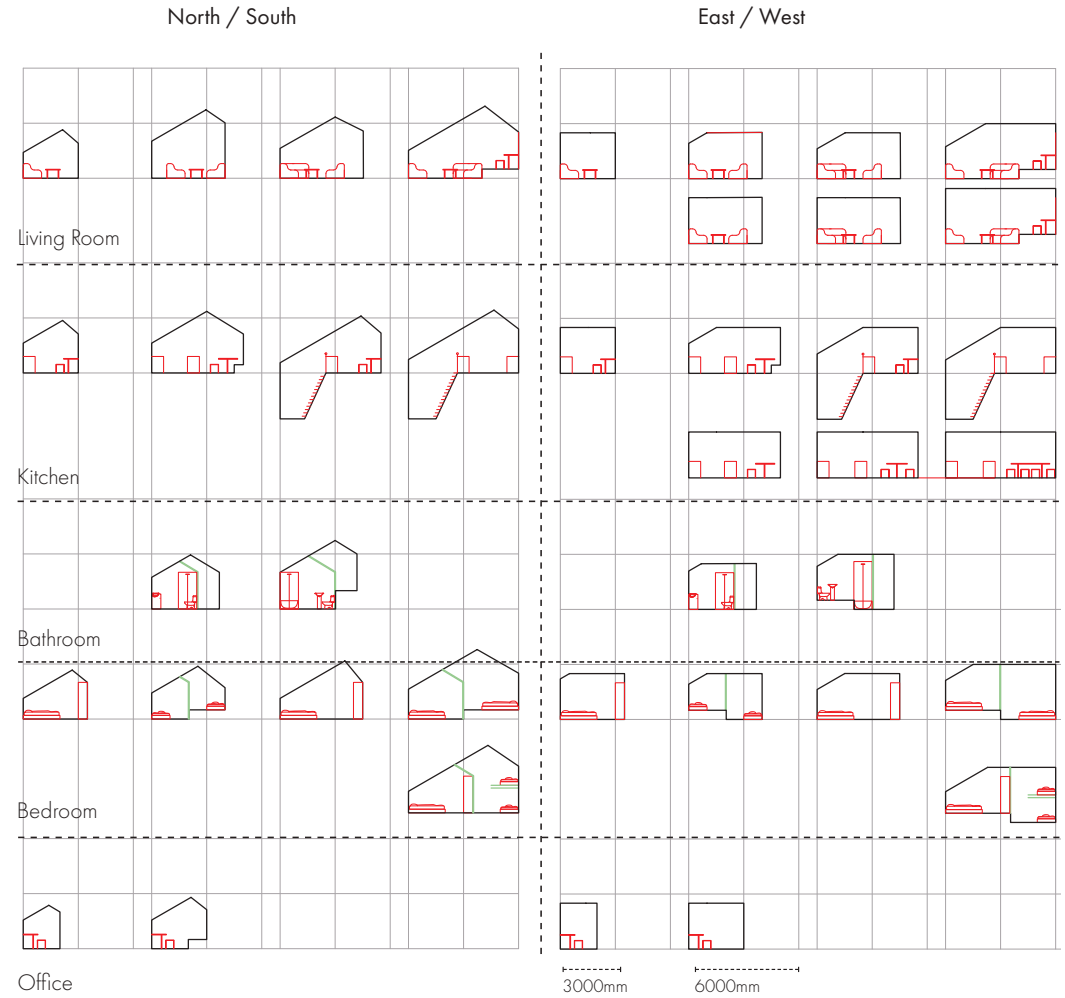 North / South
East / West
Living Room
Kitchen
Bathroom
Bedroom
Office
3000mm
6000mm